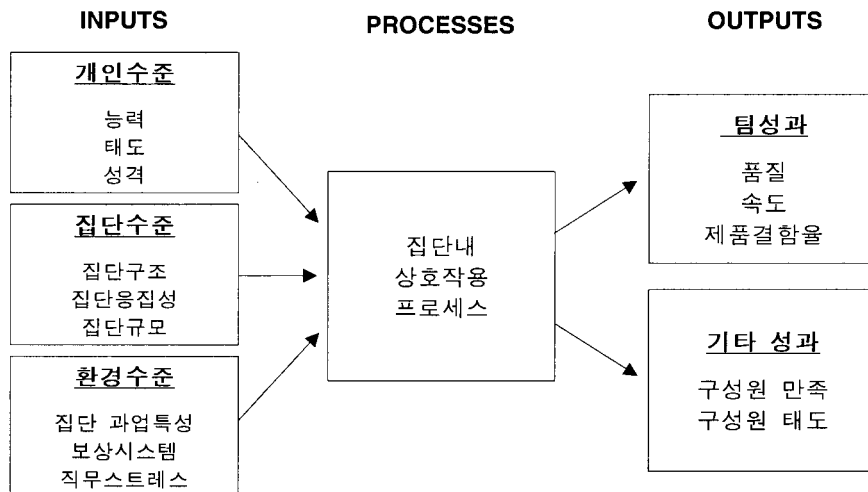 INPUTS
PROCESSES
OUTPUTS
개인수준
능력
태도
성격
집단수준
집단구조
집단응집성
집단규모
환경수준
집단 과업특성
보상시스템
직무스트레스
집단내
상호작용
프로세스
팀성과
품질
속도
제품결함율
기타 성과
구성원 만족
구성원 태도